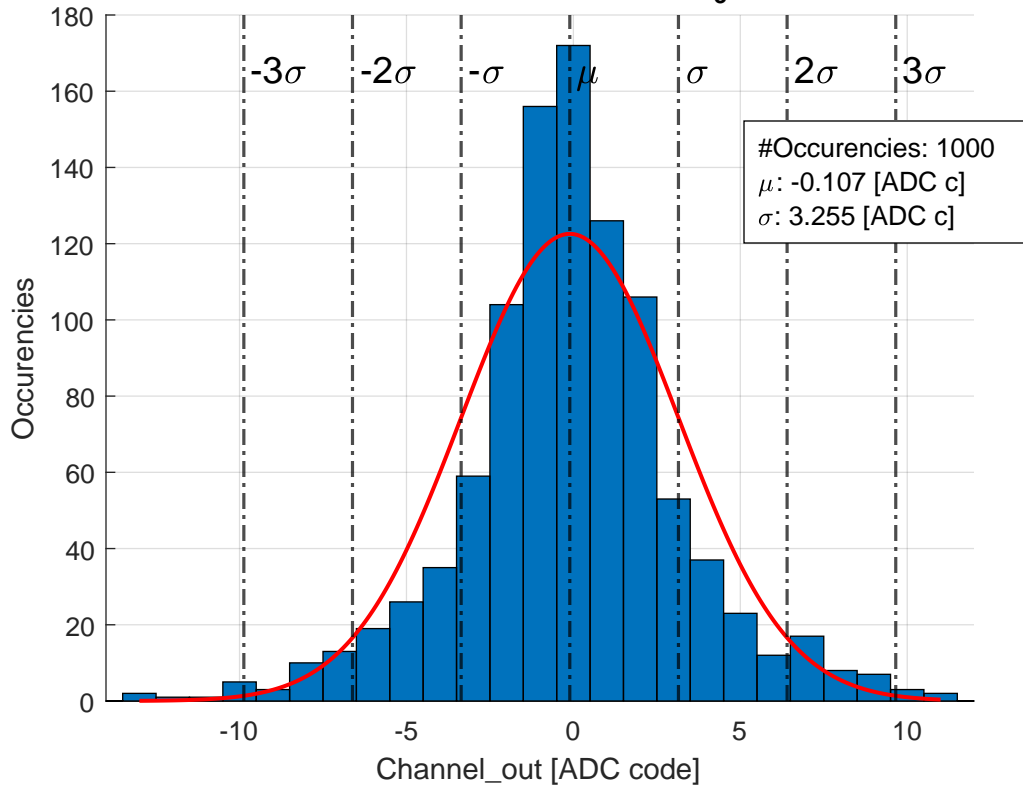 180
160
140
120
100
80
60
40
20
0
Occurencies
-3σ
-2σ
-σ
μ
σ
2σ
3σ
#Occurencies: 1000
μ: -0.107 [ADC c]
σ: 3.255 [ADC c]
-10
-5
0
5
10
Channel_out [ADC code]